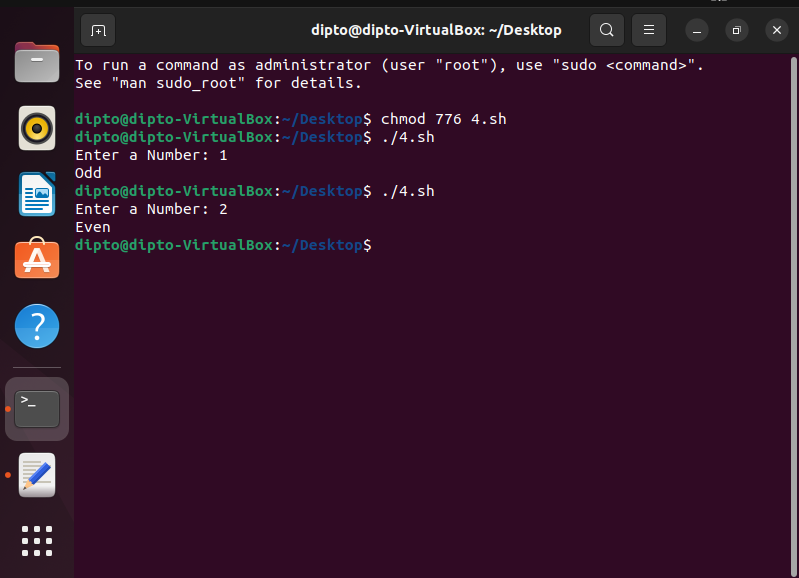 dipto@dipto-VirtualBox: ~/Desktop
To run a command as administrator (user "root"), use "sudo <command>".
See "man sudo_root" for details.
dipto@dipto-VirtualBox:~/Desktop$ chmod 776 4.sh
dipto@dipto-VirtualBox:~/Desktop$ ./4.sh
Enter a Number: 1
Odd
dipto@dipto-VirtualBox:~/Desktop$ ./4.sh
Enter a Number: 2
Even
dipto@dipto-VirtualBox:~/Desktop$